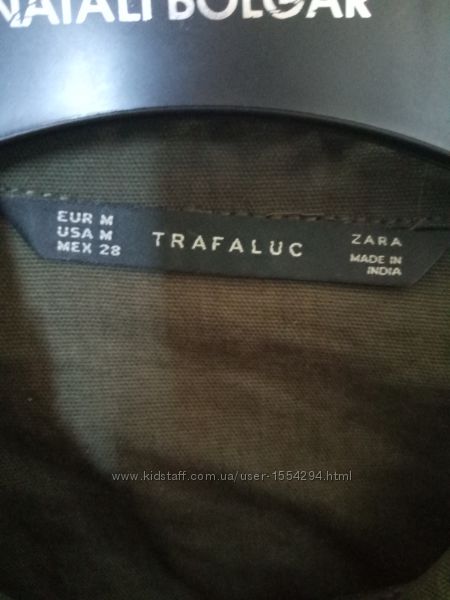 NATALI BOLGAR
EUR M
USA M
MEX 28
TRAFALUC
ZARA
MADE IN
INDIA
www.kidstaff.com.ua/user-1554294.html